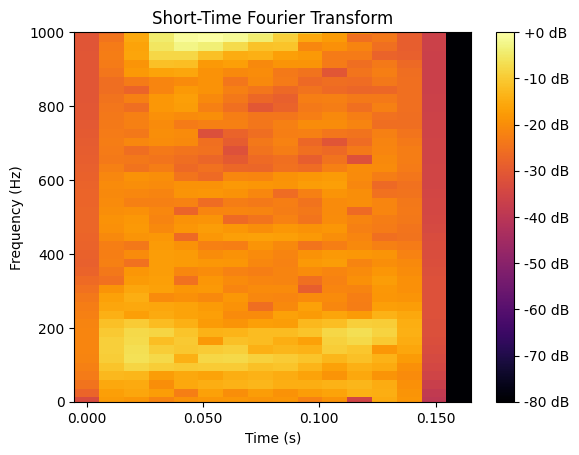 Short-Time Fourier Transform
1000
800
600
400
200
0
Frequency (Hz)
0.000
0.050
0.100
0.150
Time (s)
+0 dB
-10 dB
-20 dB
-30 dB
-40 dB
-50 dB
-60 dB
-70 dB
-80 dB